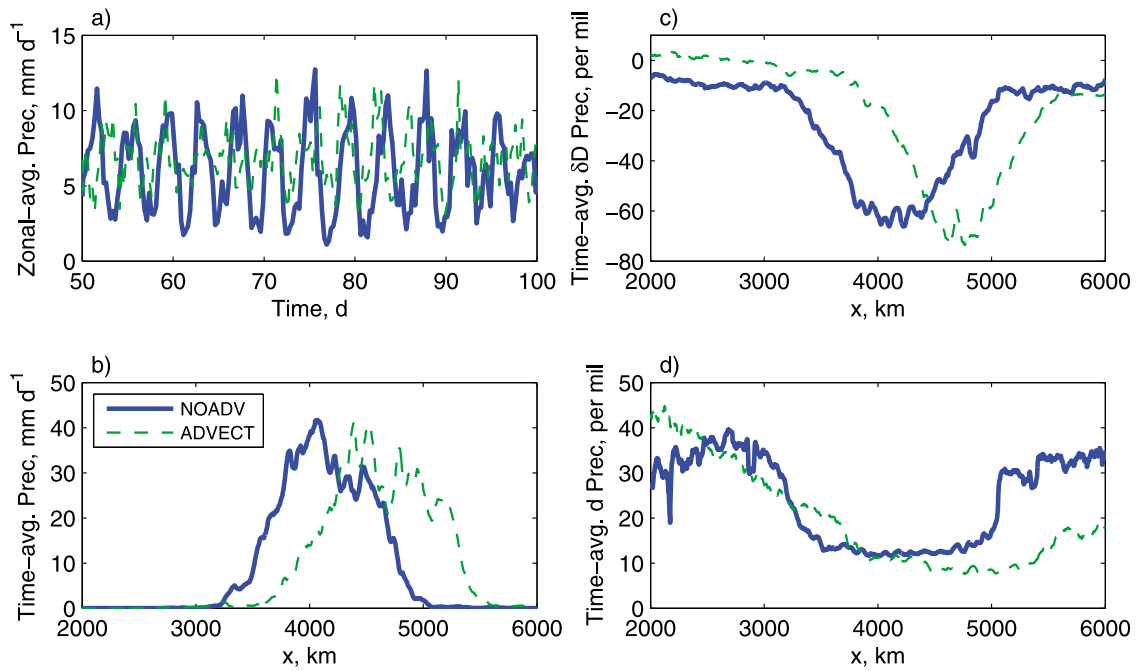 a)
Zonal−avg. Prec, mm d−1
15
10
5
0
50 60 70 80 90 100
Time, d
c)
Time−avg. δD Prec, per mil
0
−20
−40
−60
−80
2000 3000 4000 5000 6000
x, km
b)
Time−avg. Prec, mm d−1
50
40
30
20
10
0
NOADV
ADVECT
2000 3000 4000 5000 6000
x, km
d)
Time−avg. d Prec, per mil
50
40
30
20
10
0
2000 3000 4000 5000 6000
x, km